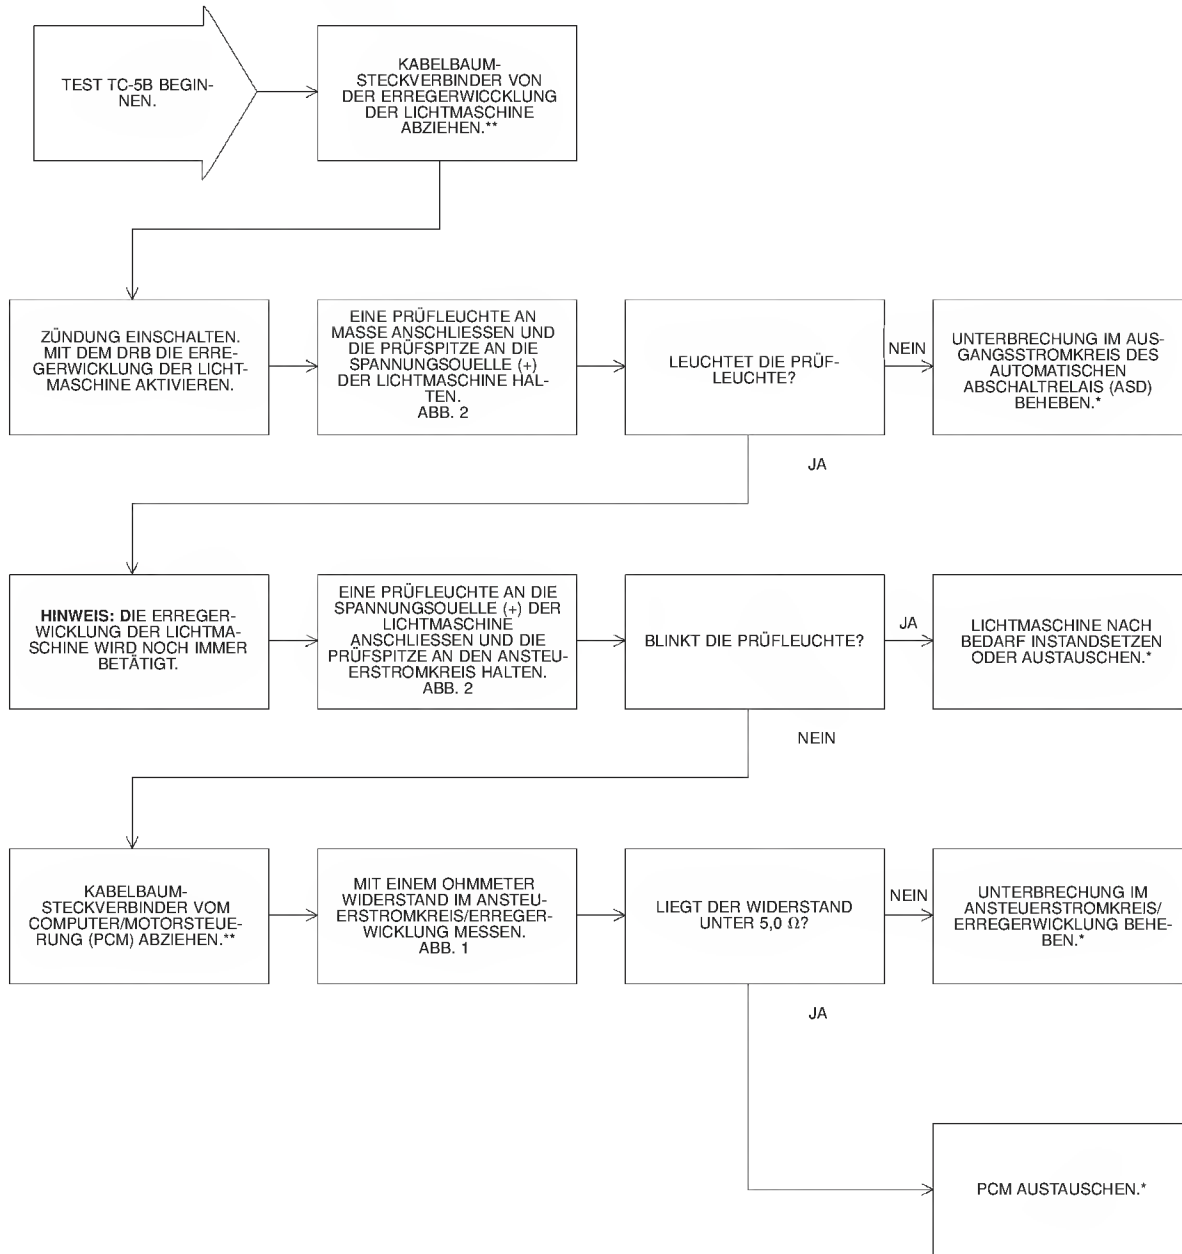 TEST TC-5B BEGIN-
NEN.
KABELBAUM-
STECKVERBINDER VON
DER ERREGERWICCKLUNG
DER LICHTMASCHINE
ABZIEHEN.**
ZÜNDUNG EINSCHALTEN.
MIT DEM DRB DIE ERRE-
GERWICKLUNG DER LICHT-
MASCHINE AKTIVIEREN.
EINE PRÜFLEUCHTE AN
MASSE ANSCHLIESSEN UND
DIE PRÜFSPITZE AN DIE
SPANNUNGSOUELLE (+)
DER LICHTMASCHINE HAL-
TEN.
ABB. 2
LEUCHTET DIE PRÜF-
LEUCHTE?
NEIN
UNTERBRECHUNG IM AUS-
GANGSSTROMKREIS DES
AUTOMATISCHEN
ABSCHALTRELAIS (ASD)
BEHEBEN.*
JA
HINWEIS: DIE ERREGER-
WICKLUNG DER LICHTMA-
SCHINE WIRD NOCH IMMER
BETÄTIGT.
EINE PRÜFLEUCHTE AN DIE
SPANNUNGSOUELLE (+) DER
LICHTMASCHINE
ANSCHLIESSEN UND DIE
PRÜFSPITZE AN DEN ANSTEU-
ERSTROMKREIS HALTEN.
ABB. 2
BLINKT DIE PRÜFLEUCHTE?
JA
LICHTMASCHINE NACH
BEDARF INSTANDSETZEN
ODER AUSTAUSCHEN.*
NEIN
KABELBAUM-
STECKVERBINDER VOM
COMPUTER/MOTORSTEUE-
RUNG (PCM) ABZIEHEN.**
MIT EINEM OHMMETER
WIDERSTAND IM ANSTEU-
ERSTROMKREIS/ERREGER-
WICKLUNG MESSEN.
ABB. 1
LIEGT DER WIDERSTAND
UNTER 5,0 Ω?
NEIN
UNTERBRECHUNG IM
ANSTEUERSTROMKREIS/
ERREGERWICKLUNG BEHE-
BEN.*
JA
PCM AUSTAUSCHEN.*